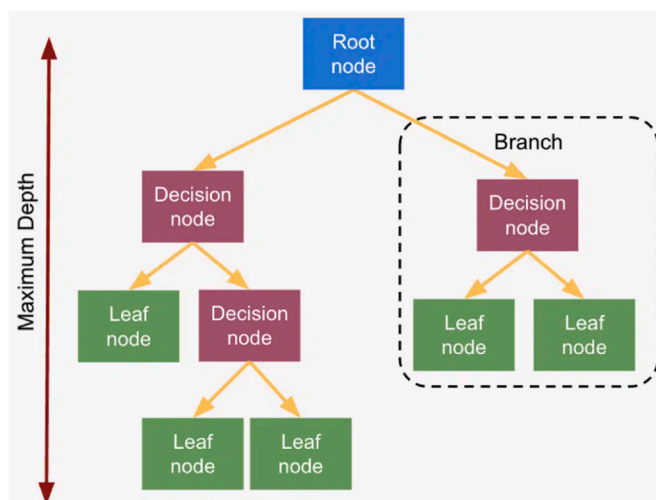 Root
node
Branch
Decision
node
Decision
node
Maximum Depth
Leaf
node
Decision
node
Leaf
node
Leaf
node
Leaf
node
Leaf
node